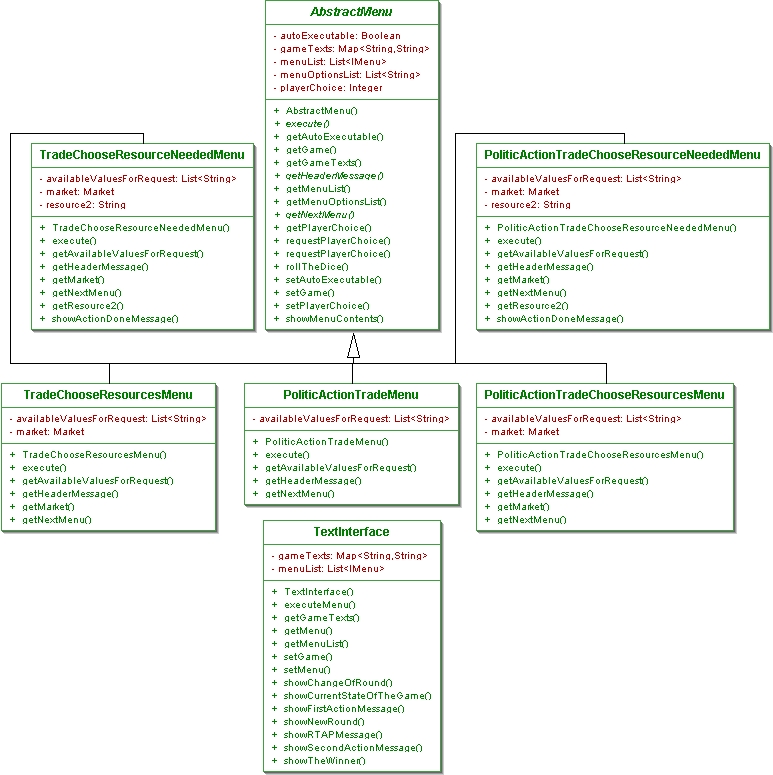 AbstractMenu
- autoExecutable: Boolean
- gameTexts: Map<String,String>
- menuList: List<IMenu>
- menuOptionsList: List<String>
- playerChoice: Integer
+ AbstractMenu()
+ execute()
+ getAutoExecutable()
+ getGame()
+ getGameTexts()
+ getHeaderMessage()
+ getMenuList()
+ getMenuOptionsList()
+ getNextMenu()
+ getPlayerChoice()
+ requestPlayerChoice()
+ requestPlayerChoice()
+ rollTheDice()
+ setAutoExecutable()
+ setGame()
+ setPlayerChoice()
+ showMenuContents()
TradeChooseResourceNeededMenu
- availableValuesForRequest: List<String>
- market: Market
- resource2: String
+ TradeChooseResourceNeededMenu()
+ execute()
+ getAvailableValuesForRequest()
+ getHeaderMessage()
+ getMarket()
+ getNextMenu()
+ getResource2()
+ showActionDoneMessage()
PoliticActionTradeChooseResourceNeededMenu
- availableValuesForRequest: List<String>
- market: Market
- resource2: String
+ PoliticActionTradeChooseResourceNeededMenu()
+ execute()
+ getAvailableValuesForRequest()
+ getHeaderMessage()
+ getMarket()
+ getNextMenu()
+ getResource2()
+ showActionDoneMessage()
TradeChooseResourcesMenu
- availableValuesForRequest: List<String>
- market: Market
+ TradeChooseResourcesMenu()
+ execute()
+ getAvailableValuesForRequest()
+ getHeaderMessage()
+ getMarket()
+ getNextMenu()
PoliticActionTradeMenu
- availableValuesForRequest: List<String>
+ PoliticActionTradeMenu()
+ execute()
+ getAvailableValuesForRequest()
+ getHeaderMessage()
+ getNextMenu()
PoliticActionTradeChooseResourcesMenu
- availableValuesForRequest: List<String>
- market: Market
+ PoliticActionTradeChooseResourcesMenu()
+ execute()
+ getAvailableValuesForRequest()
+ getHeaderMessage()
+ getMarket()
+ getNextMenu()
TextInterface
- gameTexts: Map<String,String>
- menuList: List<IMenu>
+ TextInterface()
+ executeMenu()
+ getGameTexts()
+ getMenu()
+ getMenuList()
+ setGame()
+ setMenu()
+ showChangeOfRound()
+ showCurrentStateOfTheGame()
+ showFirstActionMessage()
+ showNewRound()
+ showRTAPMessage()
+ showSecondActionMessage()
+ showTheWinner()